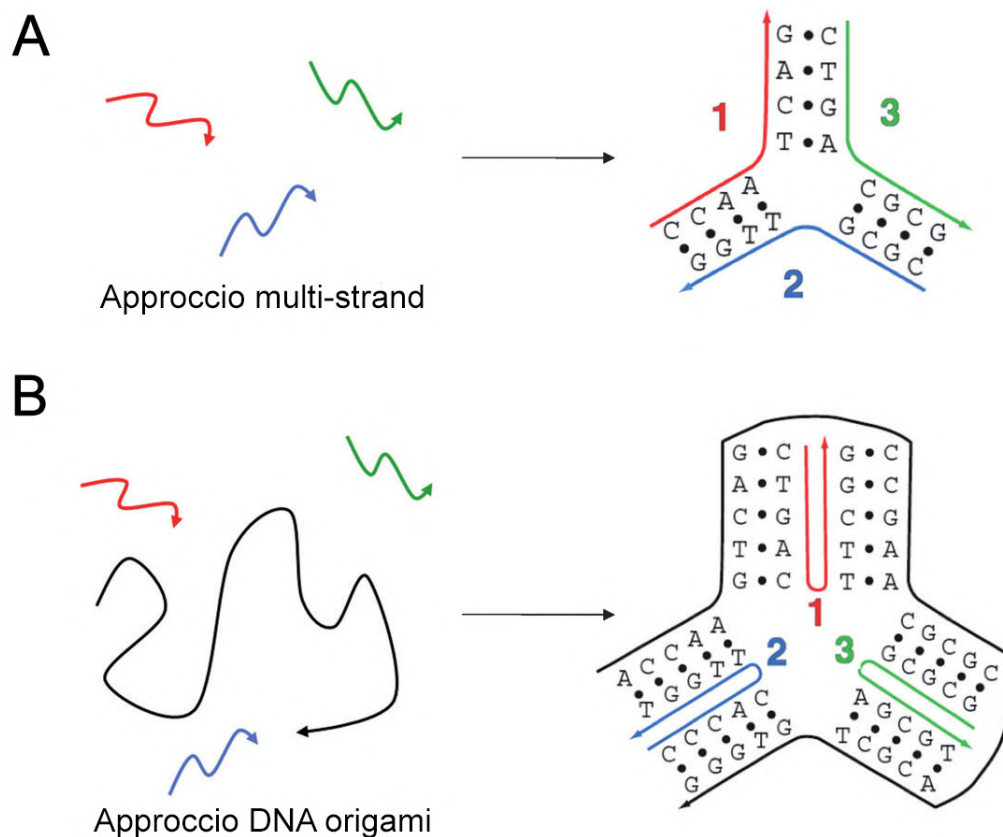 A
G • C
A • T
1 C • G 3
T • A
C C A A
G G T T
C G C G
G C G C
2
Approccio multi-strand
B
G • C G • C
A • T G • C
C • G C • G
T • A T • A
G • C T • A
1
A C C A A
T G G T T
2
3
C G C G C
G C G C G
C C C A C
G G G T G
A G C G T
T C G C A
Approccio DNA origami